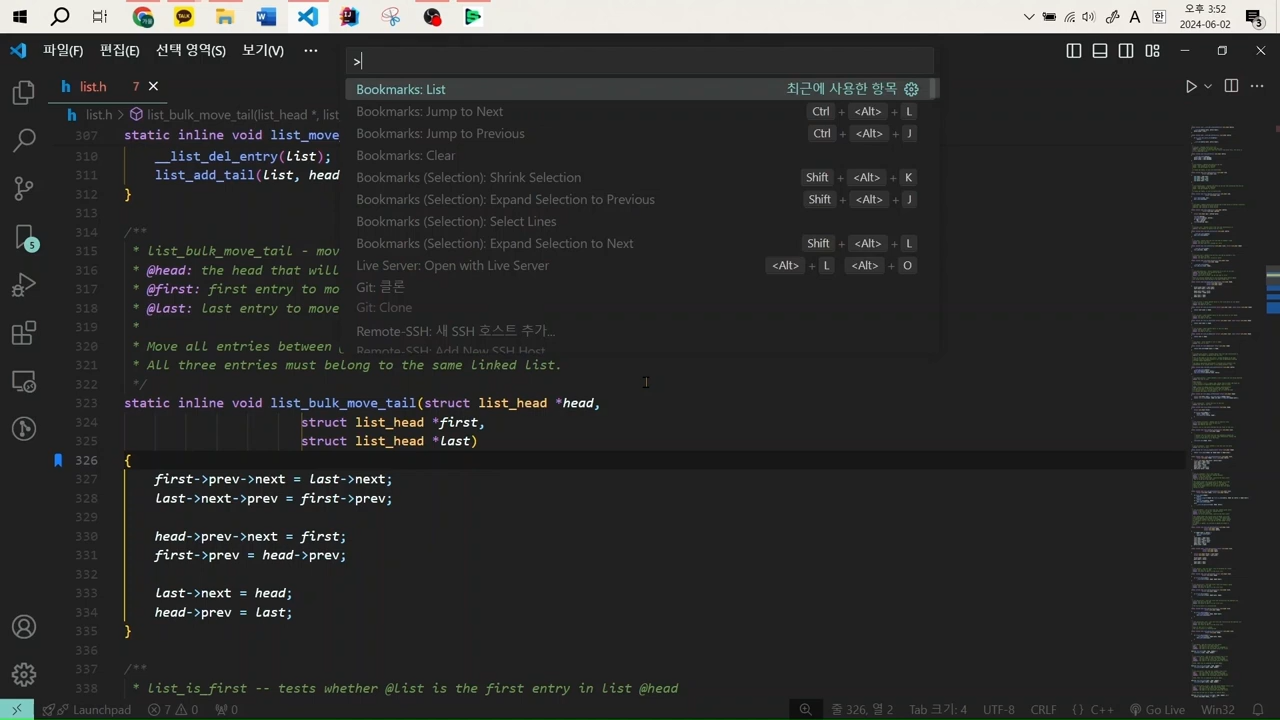 오후 3:52
2024-06-02
A
한
3
파일(F) 편집(E) 선택 영역(S) 보기(V) ···
>
list.h 7
list.h > list_bulk_move_tail(list_head *, list
Bookmarks: List 최근에 사용한 항목
Bookmarks: Jump to Next Ctrl + <Alt> + L
Bookmarks: Jump to Previous Ctrl + <Alt> + J
Bookmarks: Clear
Bookmarks (Selection): Shrink Selection Shift + <Alt> + K
Bookmarks (Selection): Expand Selection to Previous Shift + <Alt> + J
Bookmarks (Selection): Select Lines
Bookmarks (Selection): Expand Selection to Next Shift + <Alt> + L
Live Server: Open with Live Server <Alt> + L <Alt> + O
Git: 클론
Git: Clone
Remote-SSH: 새 SSH 호스트 추가...
Remote-SSH: Add New SSH Host...
307 static inline void list_move
310 __list_del_entry(list);
311 list_add_tail(list, head
312 }
313
314 /**
315 * list_bulk_move_tail - mov
316 * @head: the head that will
317 * @first: first entry to mo
318 * @last: last entry to move
319 *
320 * Move all entries between
321 * All three entries must belong to the same linked list.
322 */
323 static inline void list_bulk_move_tail(struct list_head *head,
324 struct list_head *first,
325 struct list_head *last)
326 {
327 first->prev->next = last->next;
328 last->next->prev = first->prev;
329
330 head->prev->next = first;
331 first->prev = head->prev;
332
333 last->next = head;
334 head->prev = last;
335 }
336
337 /**
338 * list_is_first -- tests whether @list is the first entry in list @head
5
Launchpad 7 0 0 줄 326, 열 2 Tab 크기: 4 UTF-8 CRLF {} C++ Go Live Win32